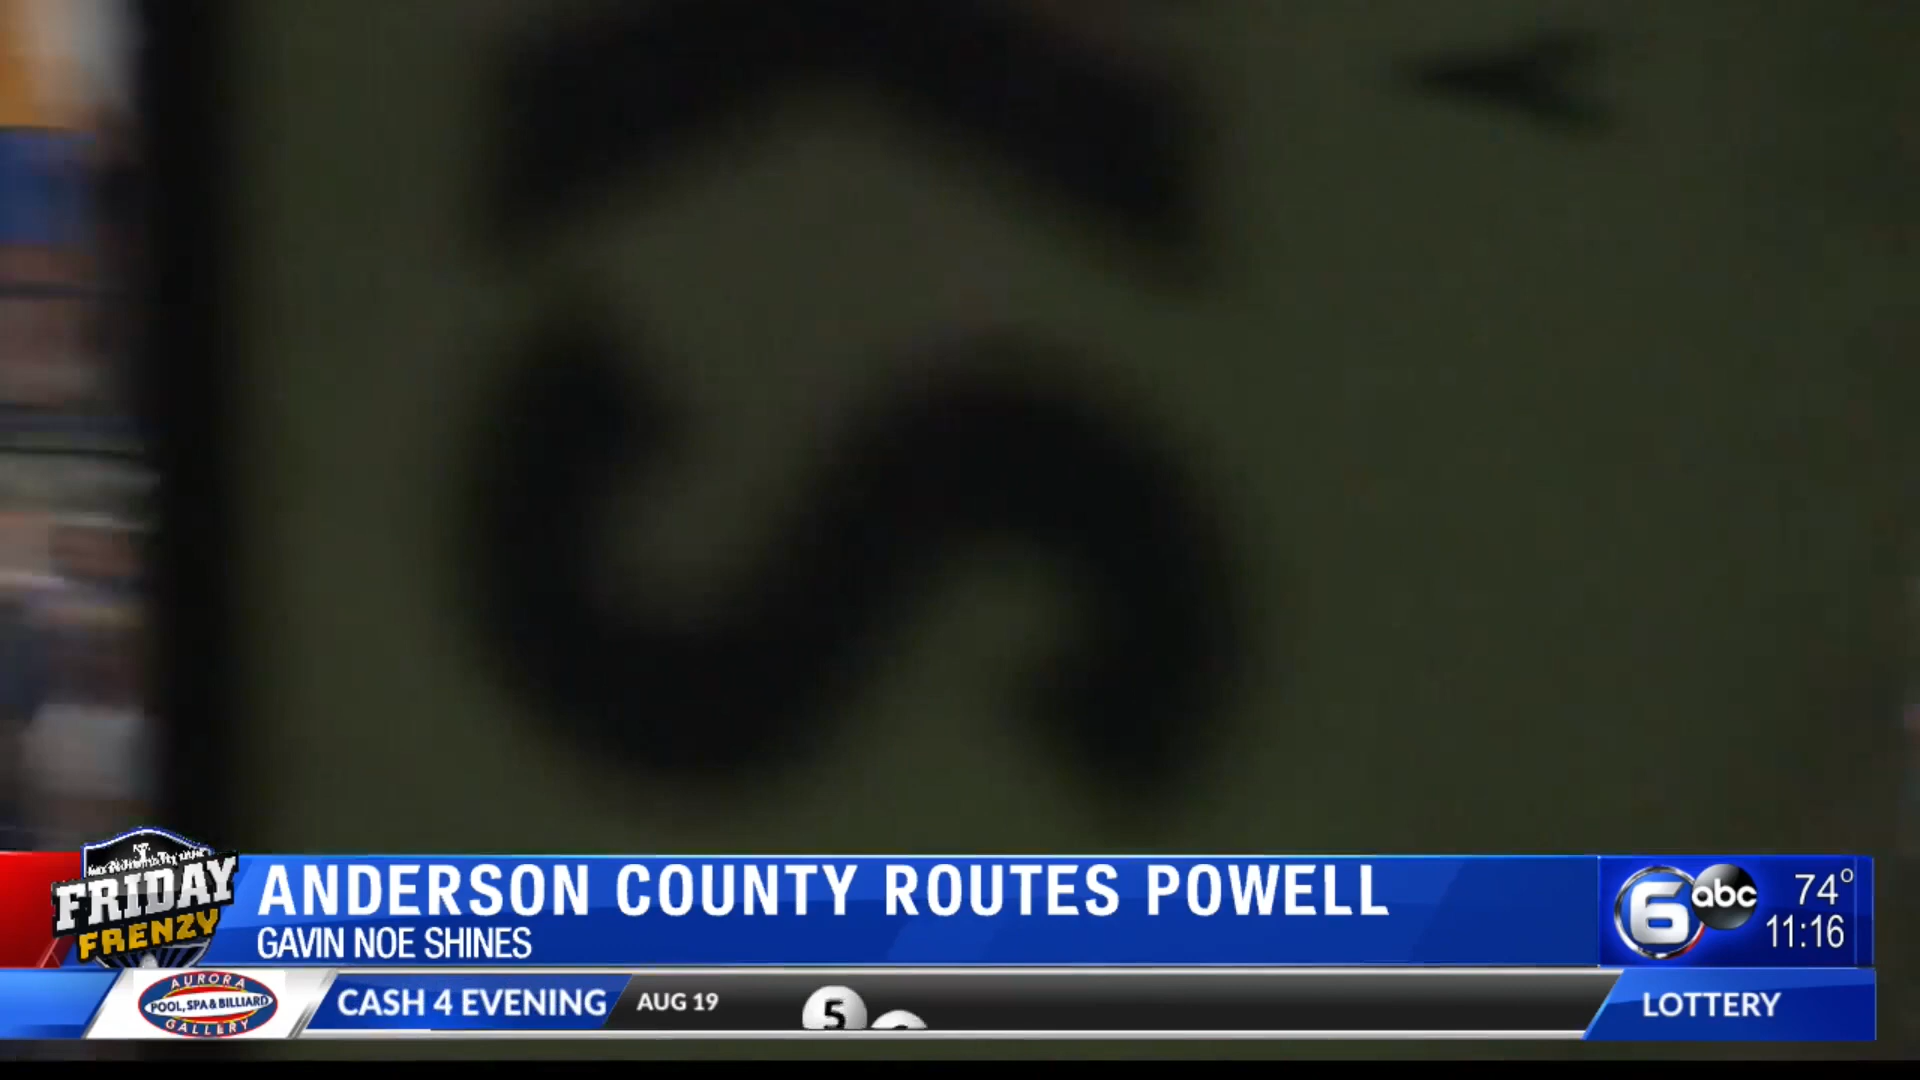 FRIDAY
FRENZY
ANDERSON COUNTY ROUTES POWELL
GAVIN NOE SHINES
6 abc
74°
11:16
AURORA
POOL, SPA & BILLIARD
GALLERY
CASH 4 EVENING
AUG 19
5
LOTTERY